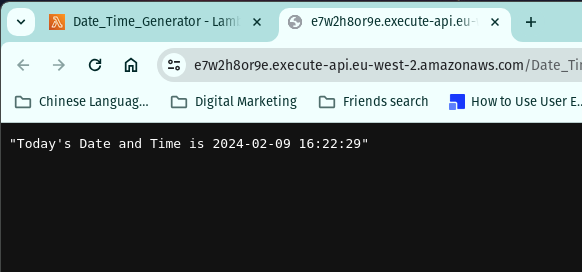 Date_Time_Generator - Lam
e7w2h8or9e.execute-api.eu-
e7w2h8or9e.execute-api.eu-west-2.amazonaws.com/Date_Ti
Chinese Languag...
Digital Marketing
Friends search
How to Use User E...
"Today's Date and Time is 2024-02-09 16:22:29"